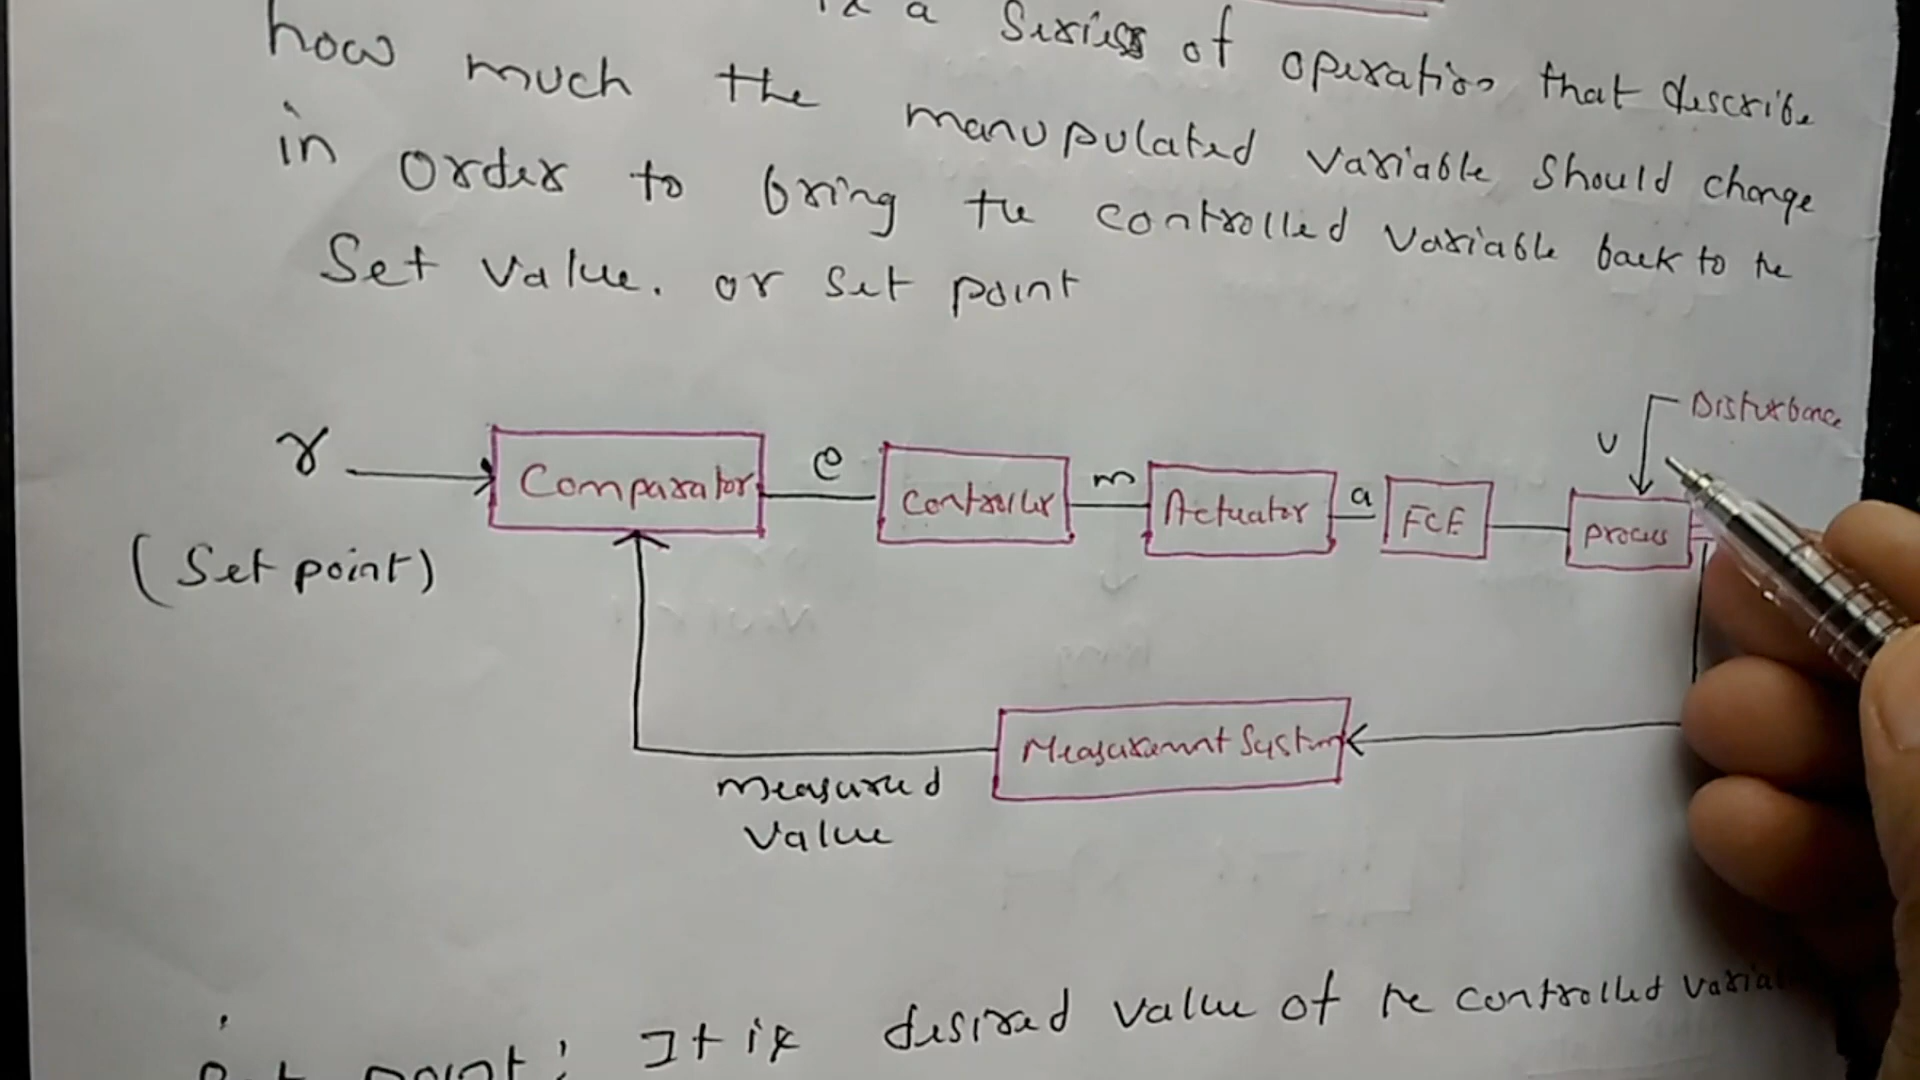 is a Series of operation that describe
how much the manupulated variable should change
in order to bring the controlled variable back to the
Set value. or set point
Disturbance
U
r
Comparator
e
Controller
m
Actuator
a
FCE
process
(Set point)
Measurement System
measured
value
It is desired value of the controlled
point: